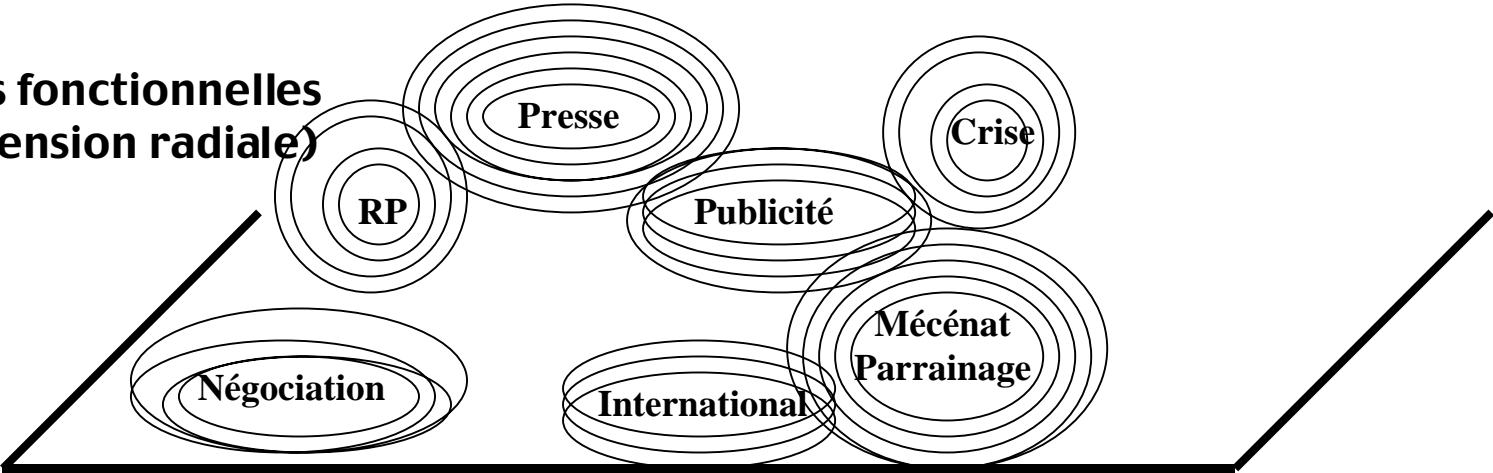 s fonctionnelles
ension radiale)
Presse
Crise
RP
Publicité
Mécénat
Parrainage
Négociation
International